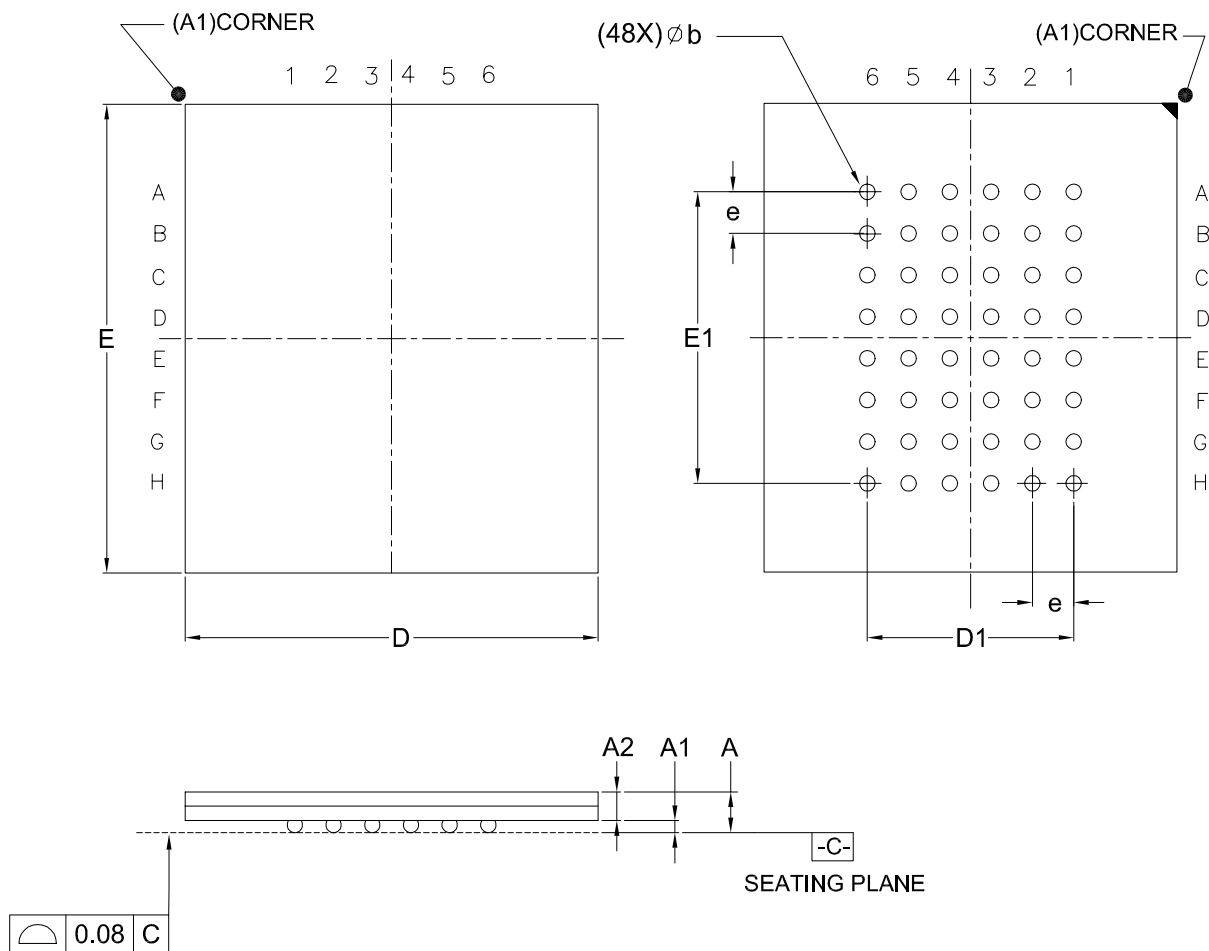 (A1)CORNER
(48X)⌀b
(A1)CORNER
1 2 3 4 5 6
6 5 4 3 2 1
A
B
C
D
E
F
G
H
E
D
e
E1
A
B
C
D
E
F
G
H
e
D1
A2 A1 A
-C-
SEATING PLANE
⌓ 0.08 C